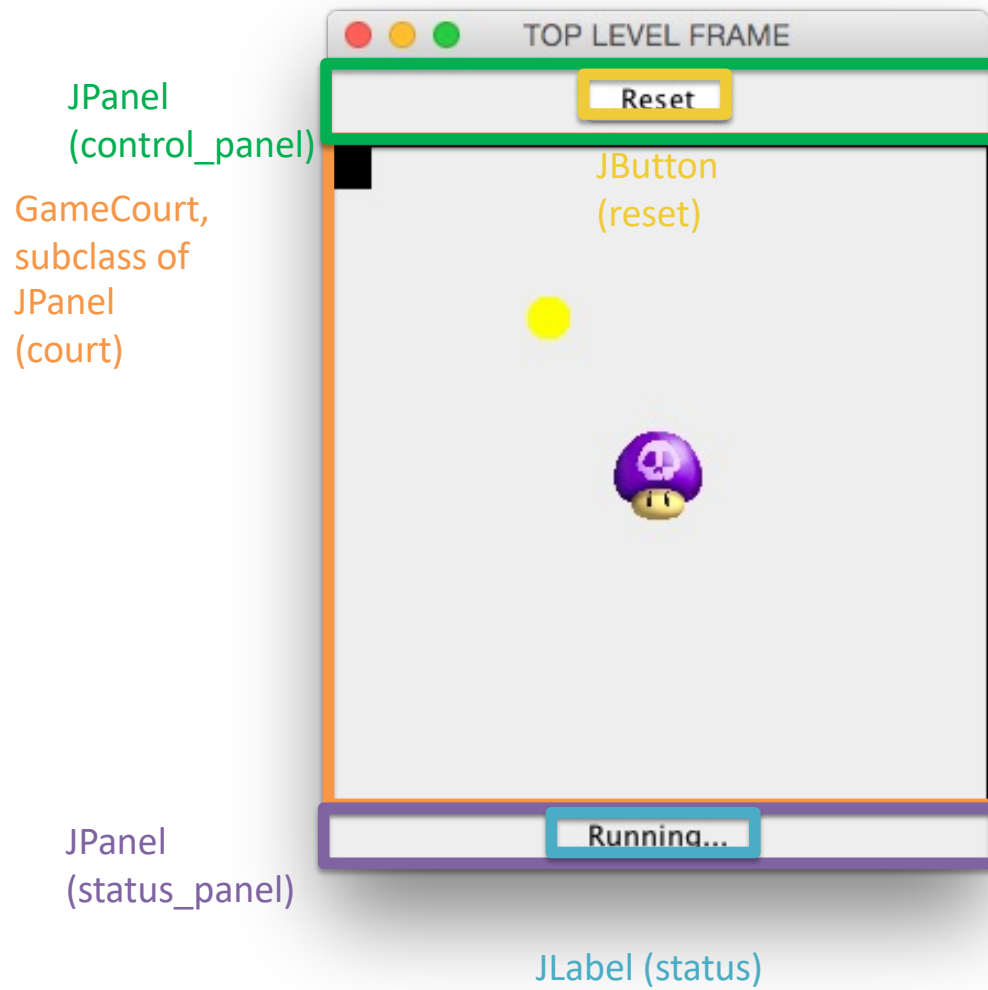 TOP LEVEL FRAME
JPanel
(control_panel)
Reset
JButton
(reset)
GameCourt,
subclass of
JPanel
(court)
JPanel
(status_panel)
Running...
JLabel (status)